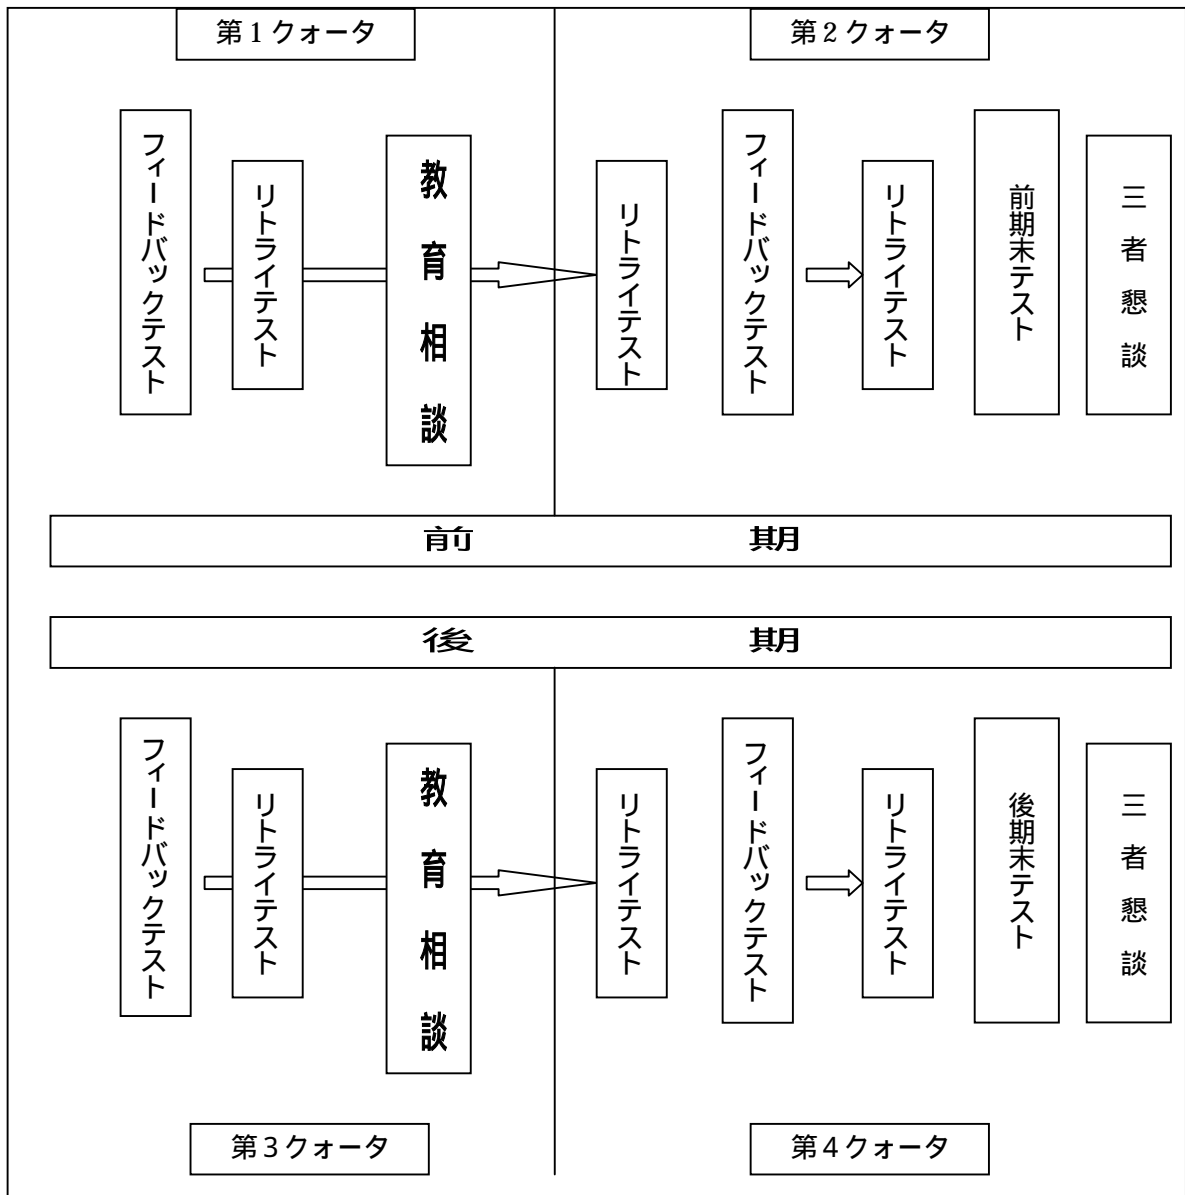 第1クォータ
第2クォータ
フィードバックテスト
リトライテスト
教育相談
リトライテスト
フィードバックテスト
リトライテスト
前期末テスト
三者懇談
前期
後期
フィードバックテスト
リトライテスト
教育相談
リトライテスト
フィードバックテスト
リトライテスト
後期末テスト
三者懇談
第3クォータ
第4クォータ